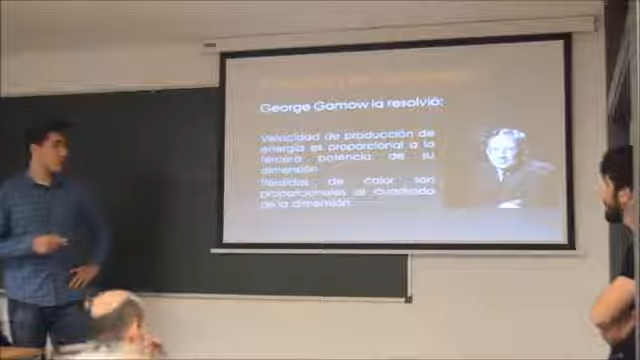 George Gamow la resolvió:
Velocidad de producción de
energía es proporcional a la
tercera potencia de su
dimensión
Pérdidas de calor son
proporcionales al cuadrado
de la dimensión